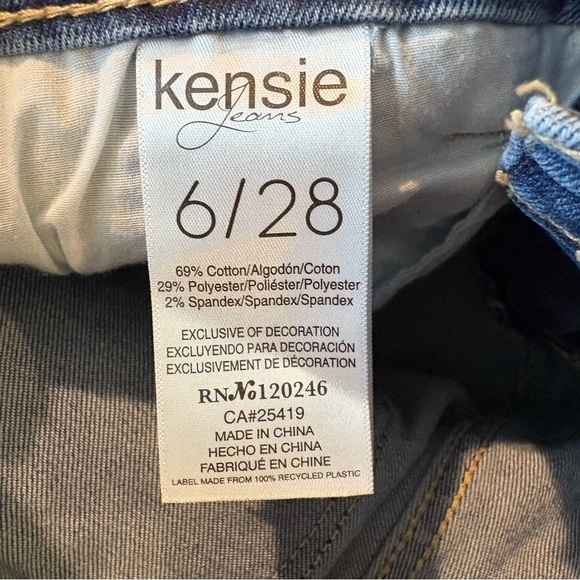 kensie
Jeans
6/28
69% Cotton/Algodón/Coton
29% Polyester/Poliéster/Polyester
2% Spandex/Spandex/Spandex
EXCLUSIVE OF DECORATION
EXCLUYENDO PARA DECORACIÓN
EXCLUSIVEMENT DE DÉCORATION
RN№120246
CA#25419
MADE IN CHINA
HECHO EN CHINA
FABRIQUÉ EN CHINE
LABEL MADE FROM 100% RECYCLED PLASTIC